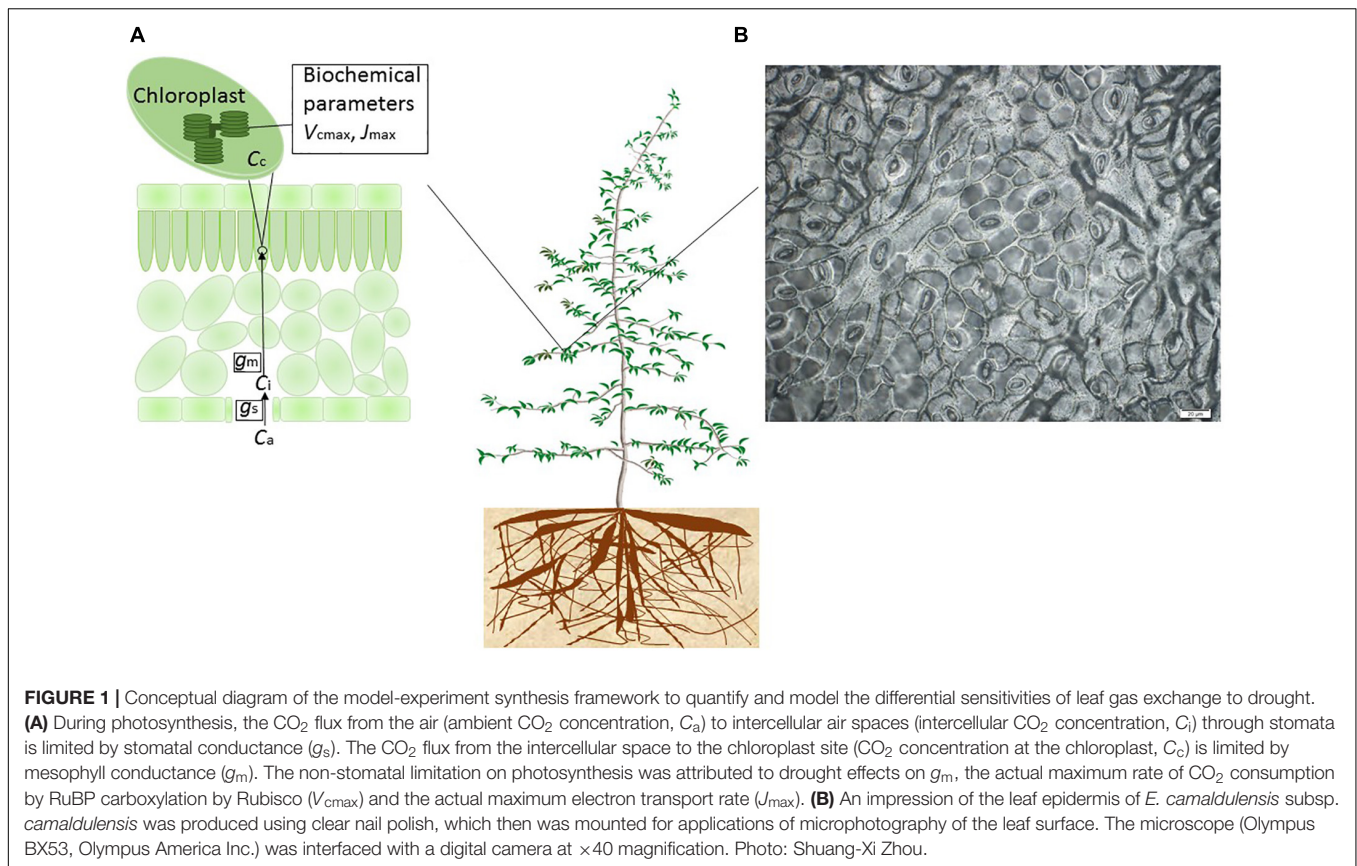 A
B
Chloroplast
Biochemical
parameters
Vcmax, Jmax
Cc
gm
Ci
gs
Ca
20 µm
FIGURE 1 | Conceptual diagram of the model-experiment synthesis framework to quantify and model the differential sensitivities of leaf gas exchange to drought.
(A) During photosynthesis, the CO2 flux from the air (ambient CO2 concentration, Ca) to intercellular air spaces (intercellular CO2 concentration, Ci) through stomata
is limited by stomatal conductance (gs). The CO2 flux from the intercellular space to the chloroplast site (CO2 concentration at the chloroplast, Cc) is limited by
mesophyll conductance (gm). The non-stomatal limitation on photosynthesis was attributed to drought effects on gm, the actual maximum rate of CO2 consumption
by RuBP carboxylation by Rubisco (Vcmax) and the actual maximum electron transport rate (Jmax). (B) An impression of the leaf epidermis of E. camaldulensis subsp.
camaldulensis was produced using clear nail polish, which then was mounted for applications of microphotography of the leaf surface. The microscope (Olympus
BX53, Olympus America Inc.) was interfaced with a digital camera at ×40 magnification. Photo: Shuang-Xi Zhou.